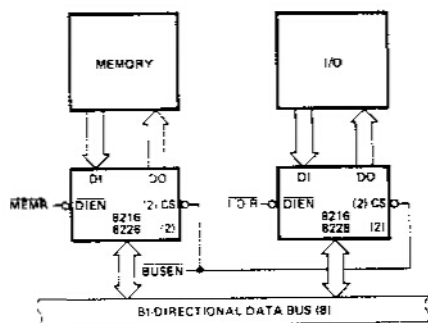 MEMORY
I/O
DI
DO
DI
DO
MEMR
DIEN
(2) CS
8216
8226
(2)
I/O R
DIEN
(2) CS
8216
8226
(2)
BUSEN
BI-DIRECTIONAL DATA BUS (8)